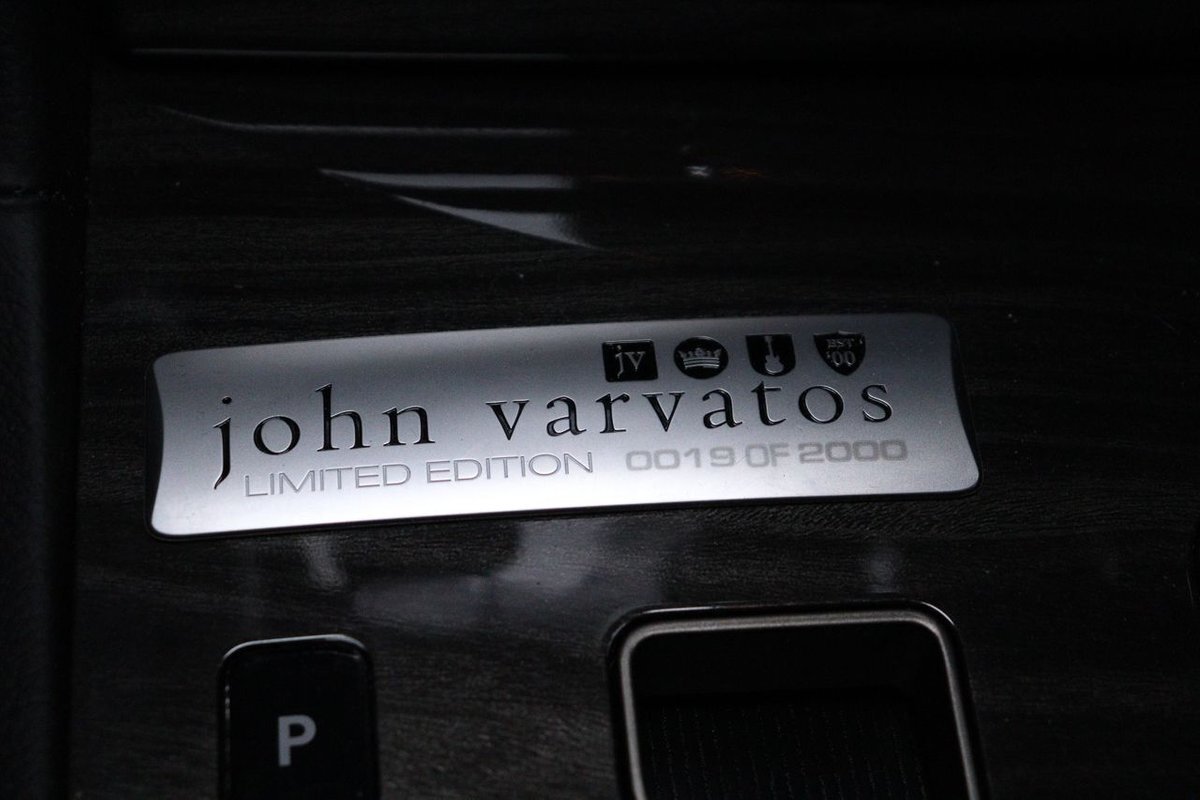 jv EST '00
john varvatos
LIMITED EDITION 0019 OF 2000
P